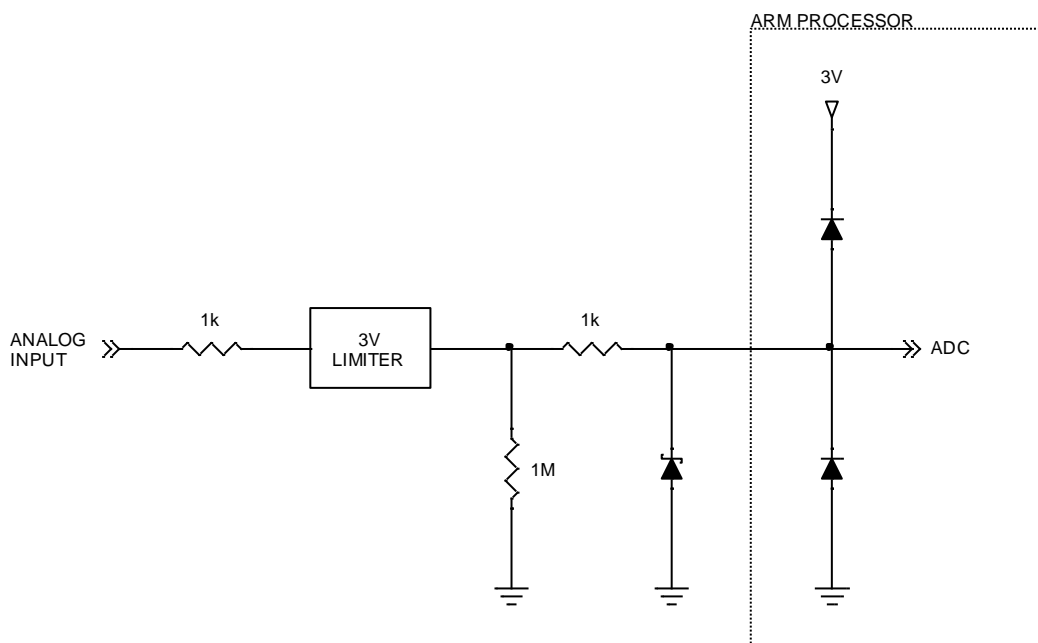 ARM PROCESSOR
3V
1k
ANALOG
INPUT
3V
LIMITER
1k
ADC
1M